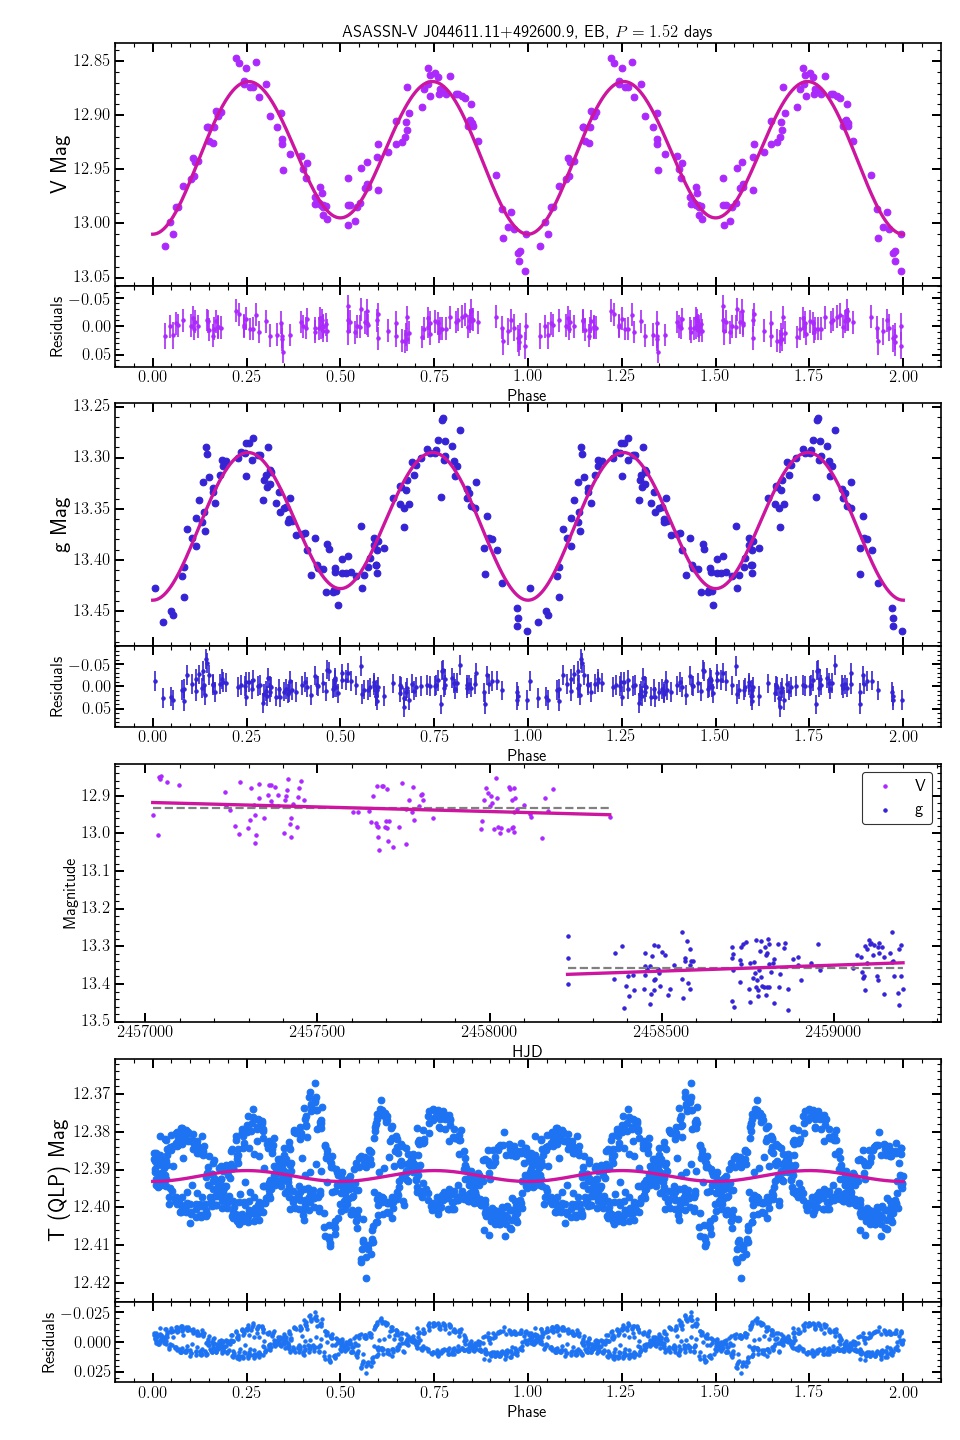 ASASSN-V J044611.11+492600.9, EB, P = 1.52 days
12.85
12.90
12.95
13.00
13.05
V Mag
−0.05
0.00
0.05
Residuals
0.00 0.25 0.50 0.75 1.00 1.25 1.50 1.75 2.00
Phase
13.25
13.30
13.35
13.40
13.45
g Mag
−0.05
0.00
0.05
Residuals
0.00 0.25 0.50 0.75 1.00 1.25 1.50 1.75 2.00
Phase
12.9
13.0
13.1
13.2
13.3
13.4
13.5
Magnitude
V
g
2457000 2457500 2458000 2458500 2459000
HJD
12.37
12.38
12.39
12.40
12.41
12.42
T (QLP) Mag
−0.025
0.000
0.025
Residuals
0.00 0.25 0.50 0.75 1.00 1.25 1.50 1.75 2.00
Phase